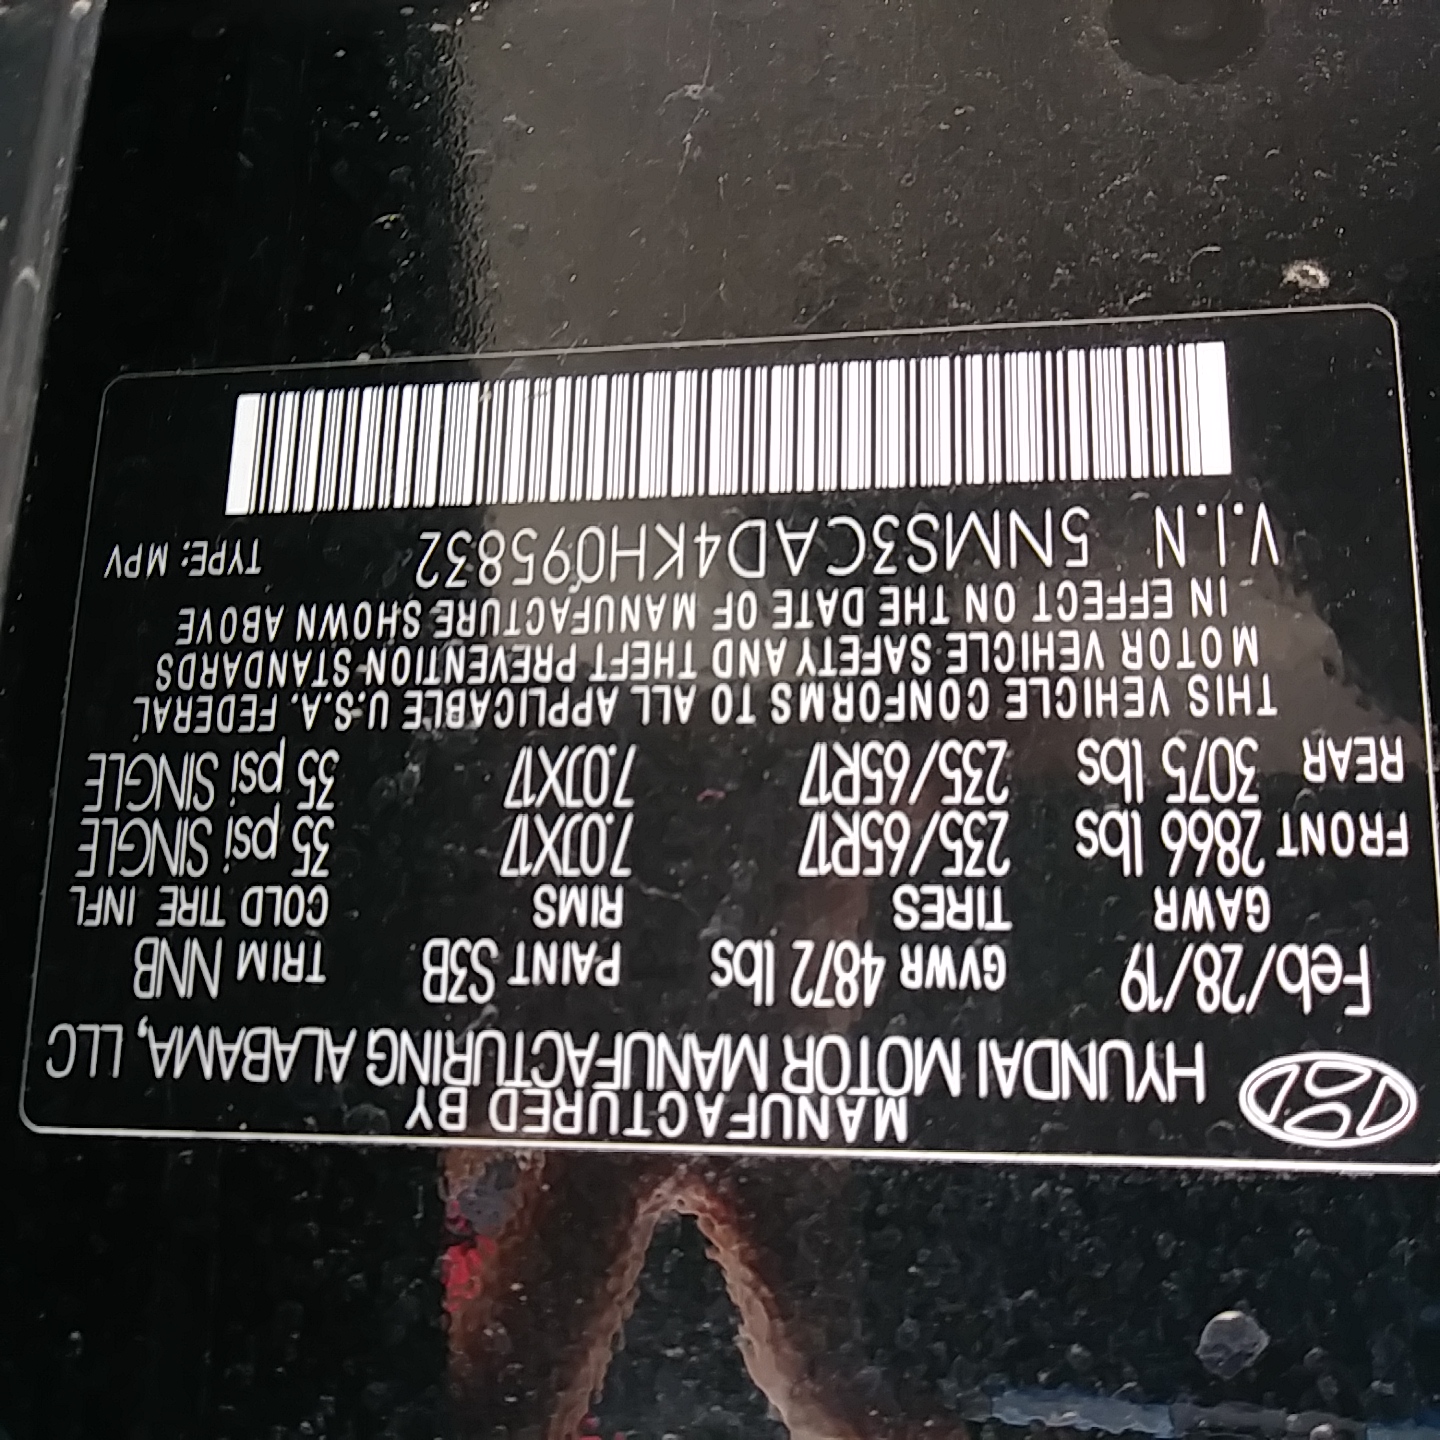 MANUFACTURED BY
HYUNDAI MOTOR MANUFACTURING ALABAMA, LLC
Feb/28/19 GVWR 4872 lbs PAINT S3B TRIM NNB
GAWR TIRES RIMS COLD TIRE INFL
FRONT 2866 lbs 235/65R17 7.0JX17 35 psi SINGLE
REAR 3075 lbs 235/65R17 7.0JX17 35 psi SINGLE
THIS VEHICLE CONFORMS TO ALL APPLICABLE U.S.A. FEDERAL
MOTOR VEHICLE SAFETY AND THEFT PREVENTION STANDARDS
IN EFFECT ON THE DATE OF MANUFACTURE SHOWN ABOVE
V.I.N 5NMS3CAD4KH095832 TYPE: MPV